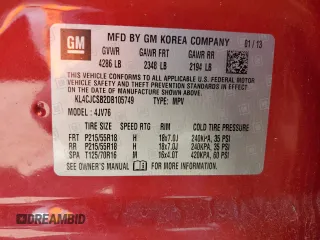 GM
MFD BY GM KOREA COMPANY 01/13
GVWR GAWR FRT GAWR RR
4286 LB 2348 LB 2194 LB
THIS VEHICLE CONFORMS TO ALL APPLICABLE U.S. FEDERAL MOTOR
VEHICLE SAFETY AND THEFT PREVENTION STANDARDS IN EFFECT ON
THE DATE OF MANUFACTURE SHOWN ABOVE.
KL4CJCSB2DB105749 TYPE: MPV
MODEL: 4JV76
TIRE SIZE RIM COLD TIRE PRESSURE
FRT P215/55R18 H 18x7.0J 240KPA, 35 PSI
RR P215/55R18 H 18x7.0J 240KPA, 35 PSI
SPA T125/70R16 M 16x4.0T 420KPA, 60 PSI
SEE OWNER'S MANUAL FOR MORE INFORMATION.
DREAMBID